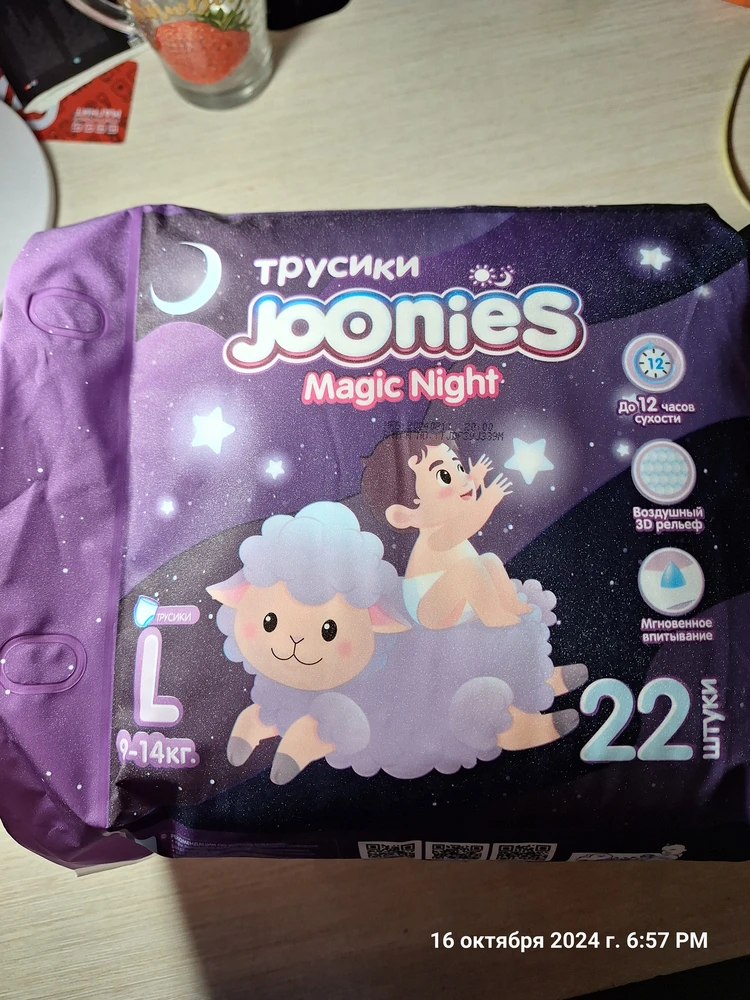 трусики
Joonies
Magic Night
12
До 12 часов
сухости
Воздушный
3D рельеф
Мгновенное
впитывание
ТРУСИКИ
L
9-14кг.
22
штуки
16 октября 2024 г. 6:57 PM